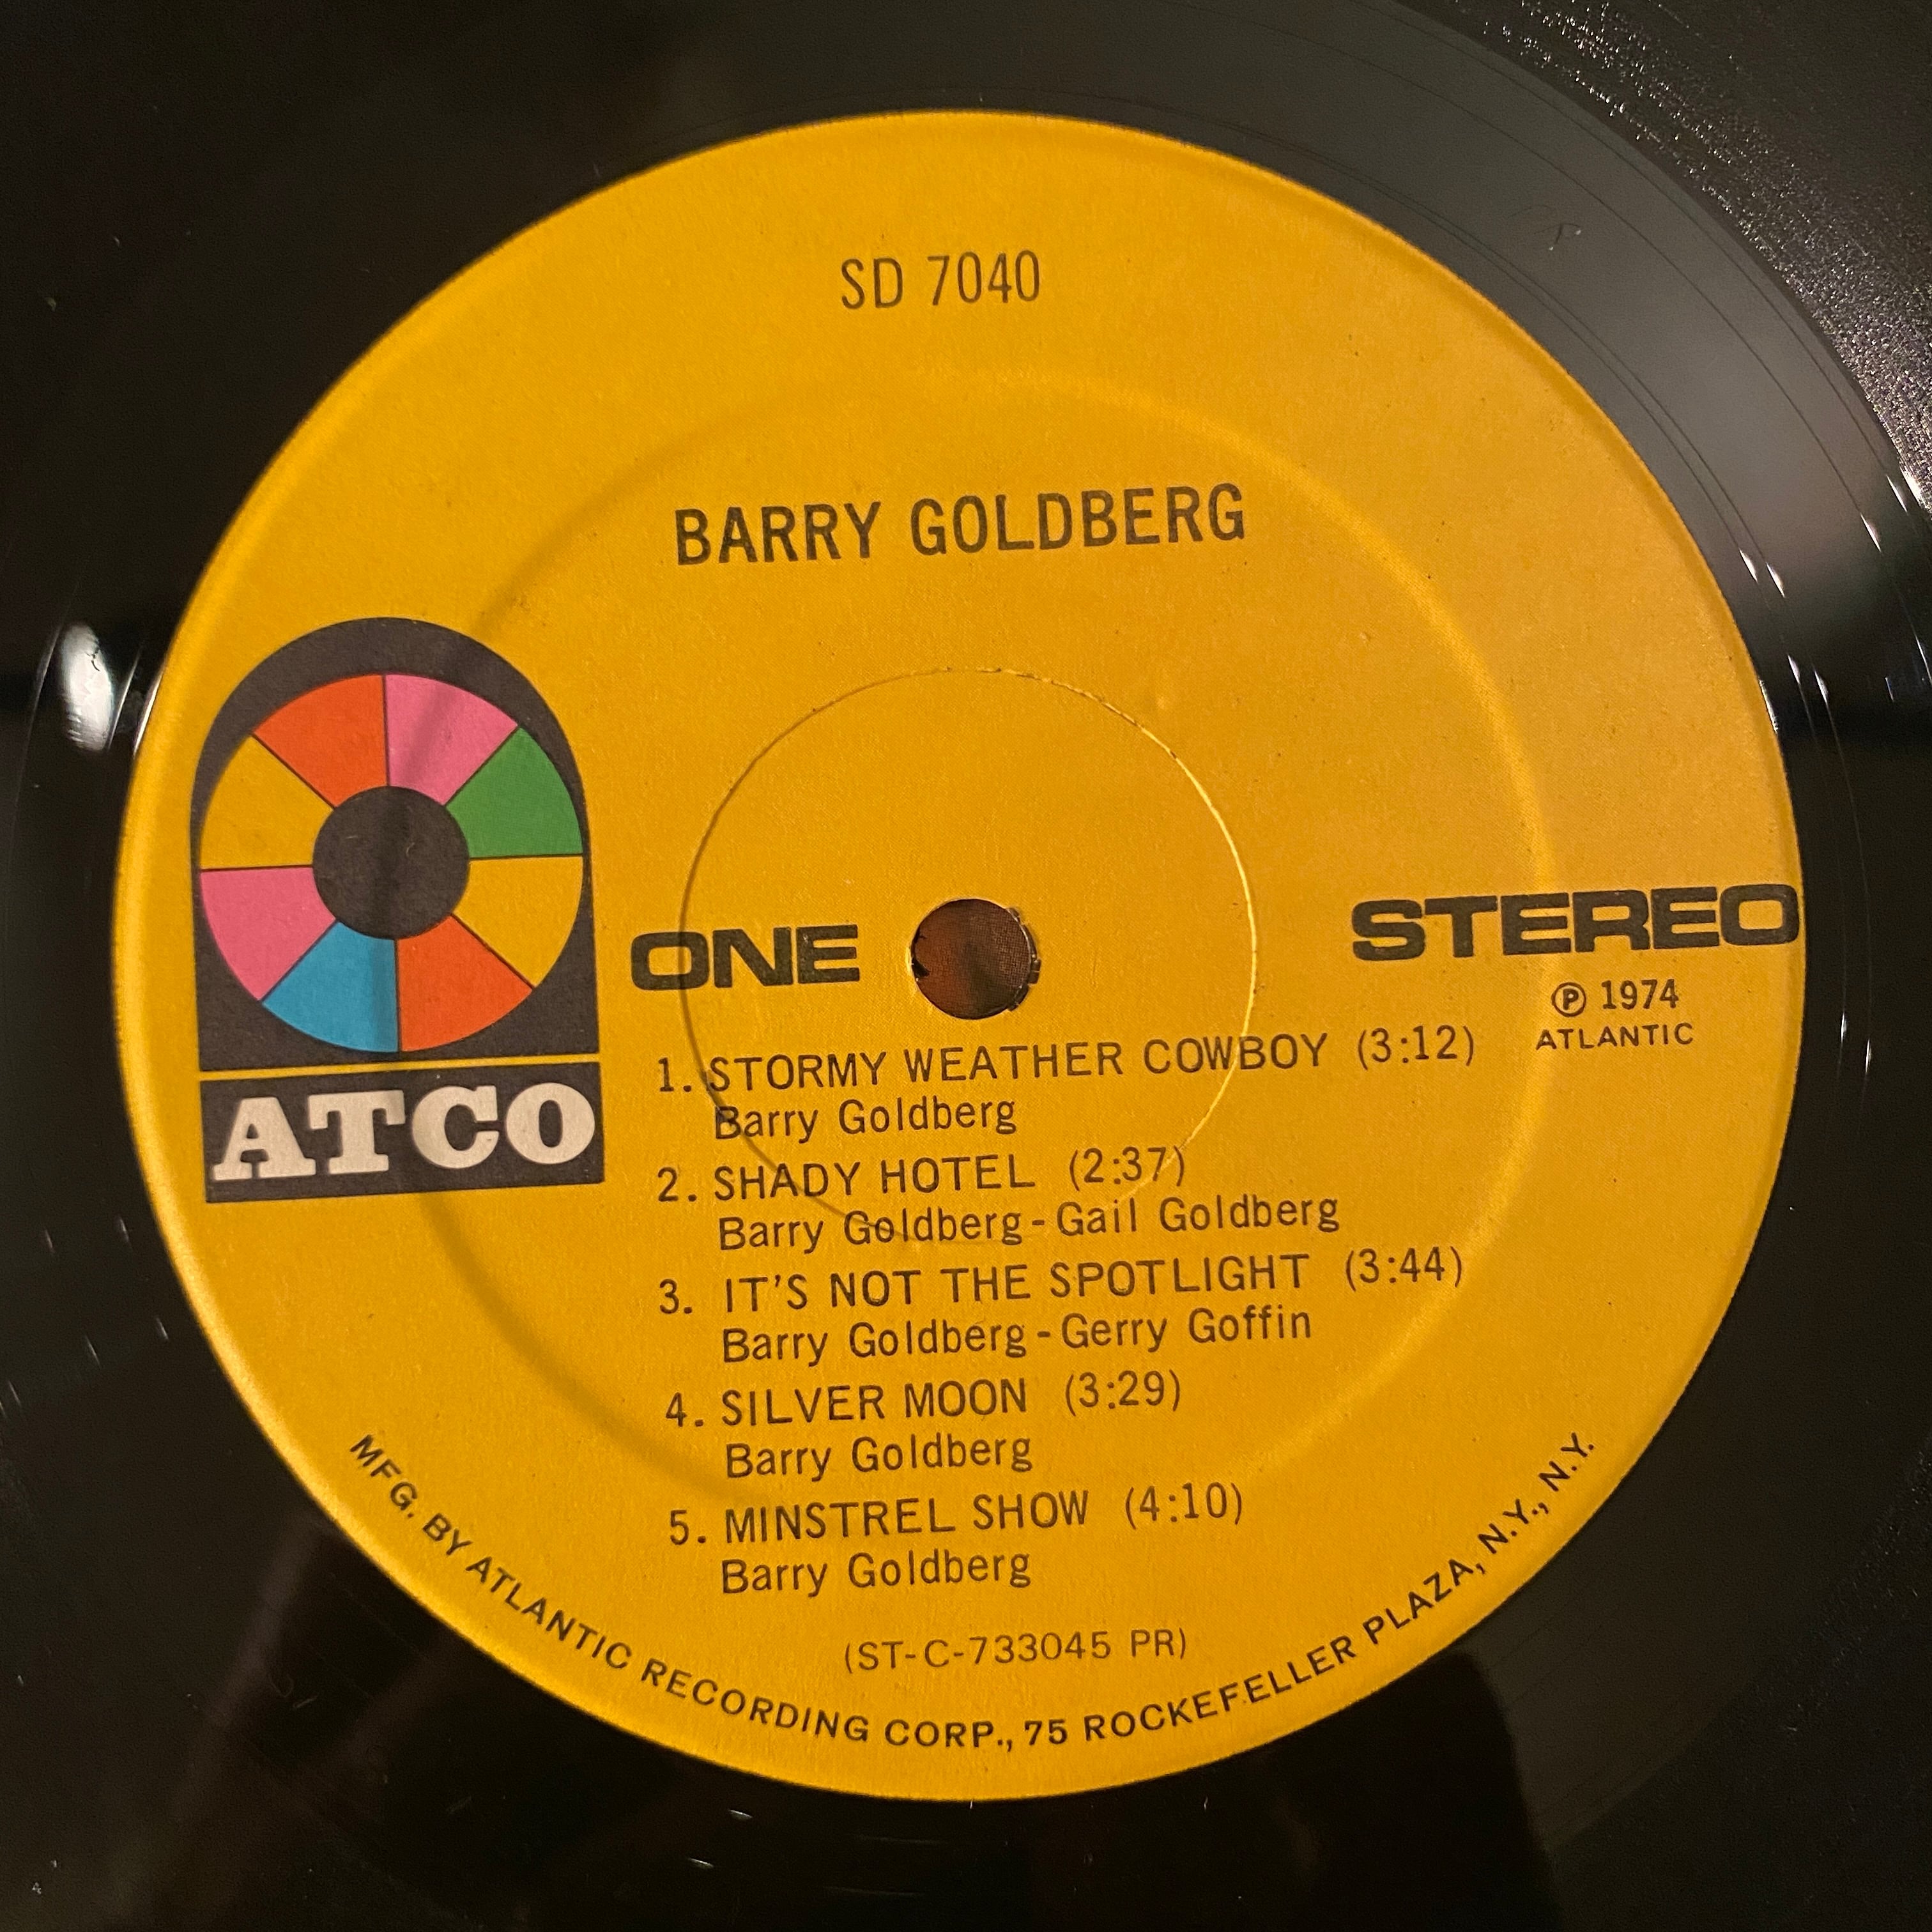 SD 7040
BARRY GOLDBERG
ATCO
ONE
STEREO
Ⓟ 1974
ATLANTIC
1. STORMY WEATHER COWBOY (3:12)
Barry Goldberg
2. SHADY HOTEL (2:37)
Barry Goldberg - Gail Goldberg
3. IT'S NOT THE SPOTLIGHT (3:44)
Barry Goldberg - Gerry Goffin
4. SILVER MOON (3:29)
Barry Goldberg
5. MINSTREL SHOW (4:10)
Barry Goldberg
(ST-C-733045 PR)
MFG. BY ATLANTIC RECORDING CORP., 75 ROCKEFELLER PLAZA, N.Y., N.Y.